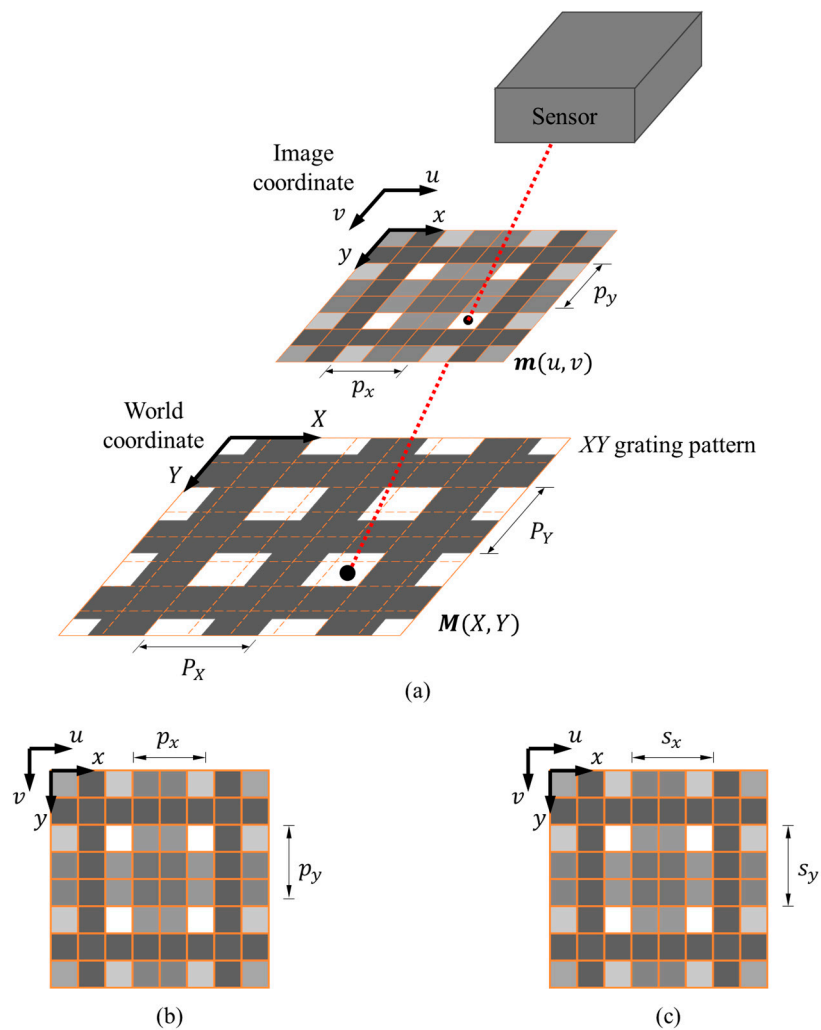 Sensor
Image
coordinate
u
v
x
y
p_y
p_x
m(u, v)
World
coordinate
X
Y
XY grating pattern
P_Y
M(X, Y)
P_X
(a)
u
p_x
x
v
y
p_y
(b)
u
s_x
x
v
y
s_y
(c)